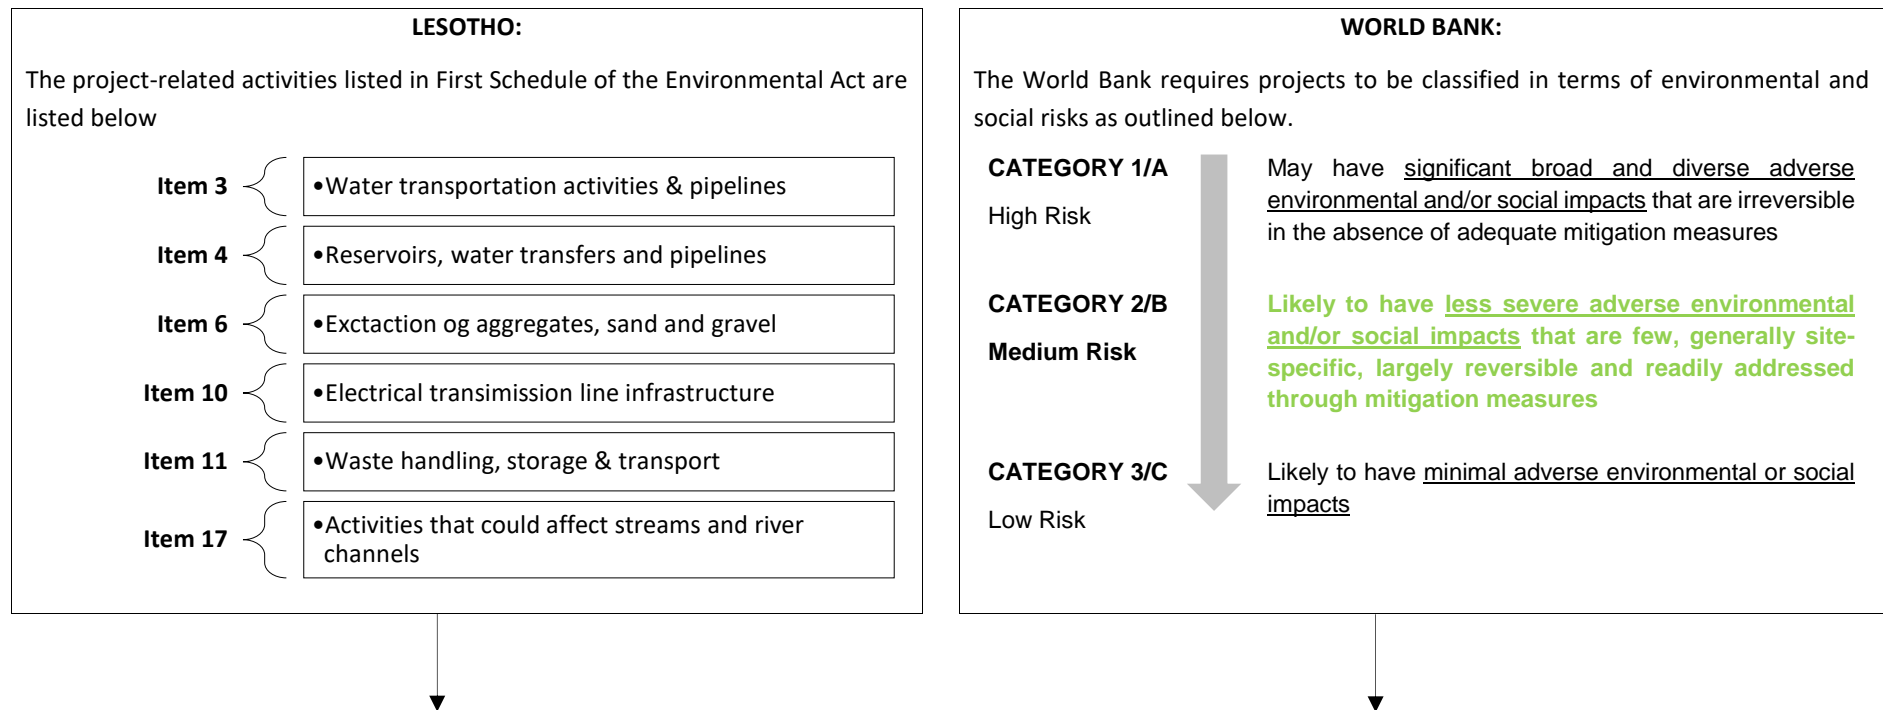 LESOTHO:
The project-related activities listed in First Schedule of the Environmental Act are
listed below
Item 3
•Water transportation activities & pipelines
Item 4
•Reservoirs, water transfers and pipelines
Item 6
•Exctaction og aggregates, sand and gravel
Item 10
•Electrical transimission line infrastructure
Item 11
•Waste handling, storage & transport
Item 17
•Activities that could affect streams and river
channels
WORLD BANK:
The World Bank requires projects to be classified in terms of environmental and
social risks as outlined below.
CATEGORY 1/A
High Risk
May have significant broad and diverse adverse
environmental and/or social impacts that are irreversible
in the absence of adequate mitigation measures
CATEGORY 2/B
Medium Risk
Likely to have less severe adverse environmental
and/or social impacts that are few, generally site-
specific, largely reversible and readily addressed
through mitigation measures
CATEGORY 3/C
Low Risk
Likely to have minimal adverse environmental or social
impacts